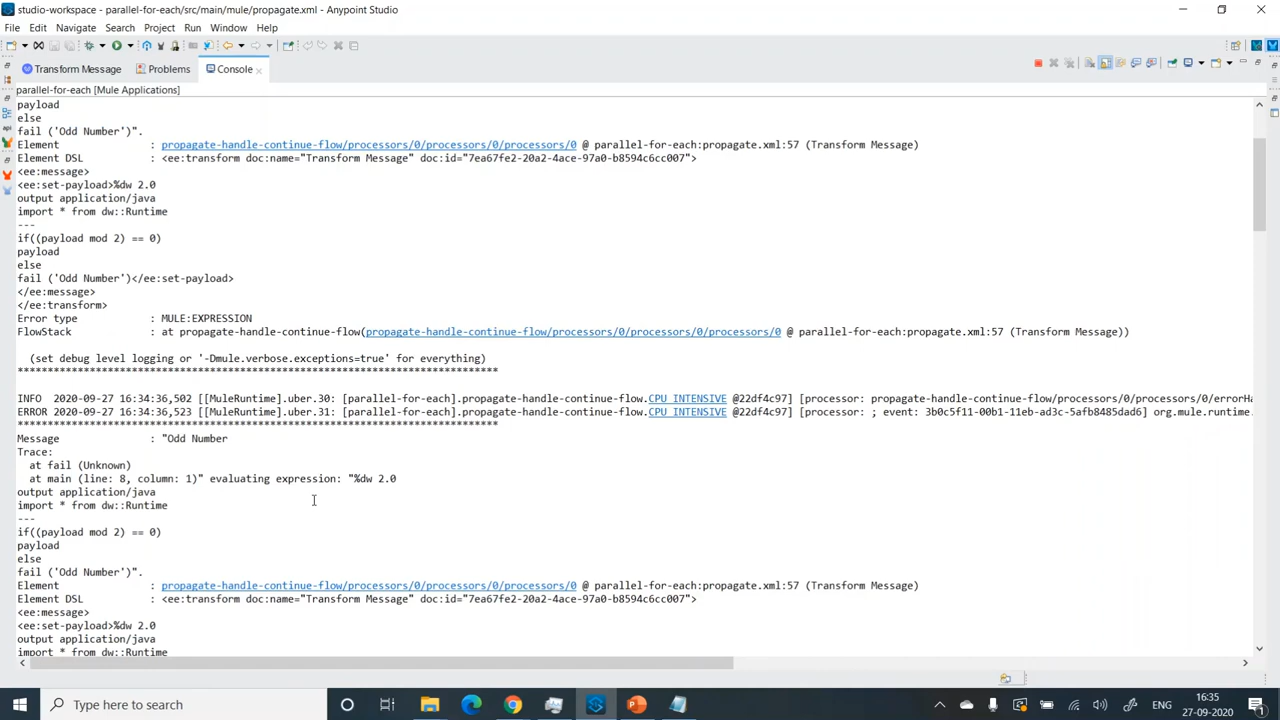 studio-workspace - parallel-for-each/src/main/mule/propagate.xml - Anypoint Studio
File Edit Navigate Search Project Run Window Help
Transform Message Problems Console
parallel-for-each [Mule Applications]
payload
else
fail ('Odd Number')".
Element : propagate-handle-continue-flow/processors/0/processors/0/processors/0 @ parallel-for-each:propagate.xml:57 (Transform Message)
Element DSL : <ee:transform doc:name="Transform Message" doc:id="7ea67fe2-20a2-4ace-97a0-b8594c6cc007">
<ee:message>
<ee:set-payload>%dw 2.0
output application/java
import * from dw::Runtime
---
if((payload mod 2) == 0)
payload
else
fail ('Odd Number')</ee:set-payload>
</ee:message>
</ee:transform>
Error type : MULE:EXPRESSION
FlowStack : at propagate-handle-continue-flow(propagate-handle-continue-flow/processors/0/processors/0/processors/0 @ parallel-for-each:propagate.xml:57 (Transform Message))
(set debug level logging or '-Dmule.verbose.exceptions=true' for everything)
********************************************************************************
INFO 2020-09-27 16:34:36,502 [[MuleRuntime].uber.30: [parallel-for-each].propagate-handle-continue-flow.CPU_INTENSIVE @22df4c97] [processor: propagate-handle-continue-flow/processors/0/processors/0/errorHa
ERROR 2020-09-27 16:34:36,523 [[MuleRuntime].uber.31: [parallel-for-each].propagate-handle-continue-flow.CPU_INTENSIVE @22df4c97] [processor: ; event: 3b0c5f11-00b1-11eb-ad3c-5afb8485dad6] org.mule.runtime.
********************************************************************************
Message : "Odd Number
Trace:
at fail (Unknown)
at main (line: 8, column: 1)" evaluating expression: "%dw 2.0
output application/java
import * from dw::Runtime
---
if((payload mod 2) == 0)
payload
else
fail ('Odd Number')".
Element : propagate-handle-continue-flow/processors/0/processors/0/processors/0 @ parallel-for-each:propagate.xml:57 (Transform Message)
Element DSL : <ee:transform doc:name="Transform Message" doc:id="7ea67fe2-20a2-4ace-97a0-b8594c6cc007">
<ee:message>
<ee:set-payload>%dw 2.0
output application/java
import * from dw::Runtime
Type here to search
ENG
16:35
27-09-2020